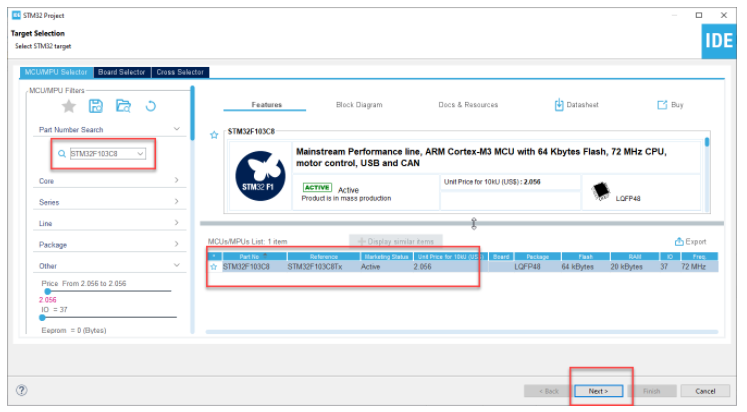 IDE STM32 Project
Target Selection
Select STM32 target
IDE
MCU/MPU Selector Board Selector Cross Selector
MCU/MPU Filters
Part Number Search
STM32F103C8
Core
Series
Line
Package
Other
Price From 2.056 to 2.056
2.056
IO = 37
Eeprom = 0 (Bytes)
Features Block Diagram Docs & Resources Datasheet Buy
STM32F103C8
STM32 F1
Mainstream Performance line, ARM Cortex-M3 MCU with 64 Kbytes Flash, 72 MHz CPU,
motor control, USB and CAN
ACTIVE Active
Product is in mass production
Unit Price for 10kU (US$) : 2.056
LQFP48
MCUs/MPUs List: 1 item Display similar items Export
* Part No Reference Marketing Status Unit Price for 10kU (US$) Board Package Flash RAM IO Freq
STM32F103C8 STM32F103C8Tx Active 2.056 LQFP48 64 kBytes 20 kBytes 37 72 MHz
? < Back Next > Finish Cancel